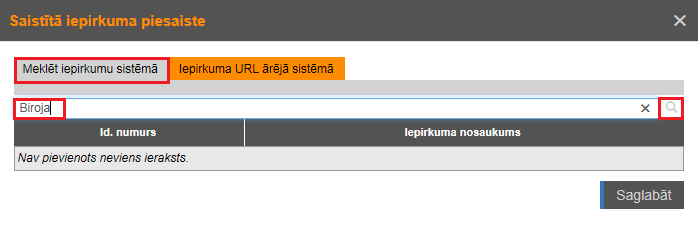 Saistītā iepirkuma piesaiste
Meklēt iepirkumu sistēmā Iepirkuma URL ārējā sistēmā
Biroja
Id. numurs Iepirkuma nosaukums
Nav pievienots neviens ieraksts.
Saglabāt